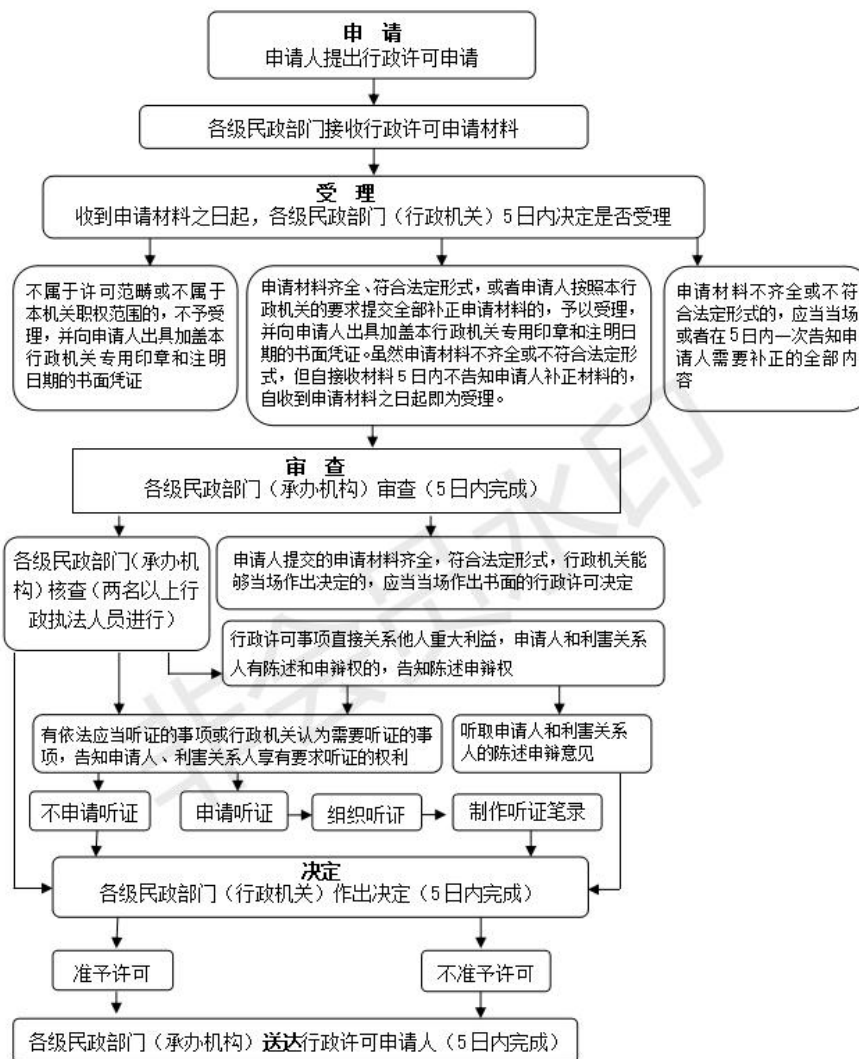 申 请
申请人提出行政许可申请
各级民政部门接收行政许可申请材料
受 理
收到申请材料之日起，各级民政部门（行政机关）5日内决定是否受理
不属于许可范畴或不属于
本机关职权范围的，不予受
理，并向申请人出具加盖本
行政机关专用印章和注明
日期的书面凭证
申请材料齐全、符合法定形式，或者申请人按照本行
政机关的要求提交全部补正申请材料的，予以受理，
并向申请人出具加盖本行政机关专用印章和注明日
期的书面凭证。虽然申请材料不齐全或不符合法定形
式，但自接收材料5日内不告知申请人补正材料的，
自收到申请材料之日起即为受理。
申请材料不齐全或不符
合法定形式的，应当当场
或者在5日内一次告知申
请人需要补正的全部内
容
审 查
各级民政部门（承办机构）审查（5日内完成）
各级民政部门（承办机
构）核查（两名以上行
政执法人员进行）
申请人提交的申请材料齐全，符合法定形式，行政机关能
够当场作出决定的，应当当场作出书面的行政许可决定
行政许可事项直接关系他人重大利益，申请人和利害关系
人有陈述和申辩权的，告知陈述申辩权
有依法应当听证的事项或行政机关认为需要听证的事
项，告知申请人、利害关系人享有要求听证的权利
听取申请人和利害关系
人的陈述申辩意见
不申请听证
申请听证
组织听证
制作听证笔录
决定
各级民政部门（行政机关）作出决定（5日内完成）
准予许可
不准予许可
各级民政部门（承办机构）送达行政许可申请人（5日内完成）
非会员水印